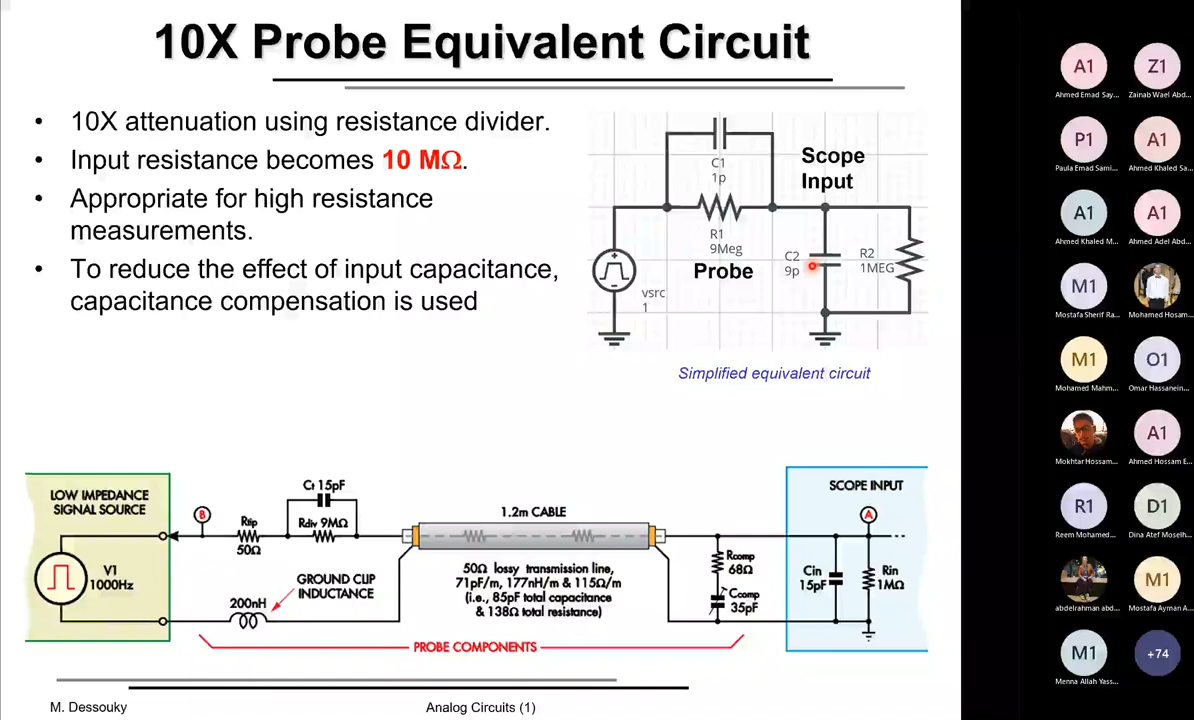 10X Probe Equivalent Circuit
• 10X attenuation using resistance divider.
• Input resistance becomes 10 MΩ.
• Appropriate for high resistance
measurements.
• To reduce the effect of input capacitance,
capacitance compensation is used
C1
1p
R1
9Meg
Probe
Scope
Input
C2
9p
R2
1MEG
vsrc
1
Simplified equivalent circuit
LOW IMPEDANCE
SIGNAL SOURCE
V1
1000Hz
B
Rtip
50Ω
Ct 15pF
Rdiv 9MΩ
GROUND CLIP
INDUCTANCE
200nH
1.2m CABLE
50Ω lossy transmission line,
71pF/m, 177nH/m & 115Ω/m
(i.e., 85pF total capacitance
& 138Ω total resistance)
PROBE COMPONENTS
Rcomp
68Ω
Ccomp
35pF
SCOPE INPUT
A
Cin
15pF
Rin
1MΩ
M. Dessouky
Analog Circuits (1)
A1
Ahmed Emad Say...
Z1
Zainab Wael Abd...
P1
Paula Emad Sami...
A1
Ahmed Khaled Sa...
A1
Ahmed Khaled M...
A1
Ahmed Adel Abd...
M1
Mostafa Sherif Ra...
Mohamed Hosam...
M1
Mohamed Mahm...
O1
Omar Hassanein...
Mokhtar Hossam...
A1
Ahmed Hossam E...
R1
Reem Mohamed...
D1
Dina Atef Moselh...
abdelrahman abd...
M1
Mostafa Ayman A...
M1
Menna Allah Yass...
+74